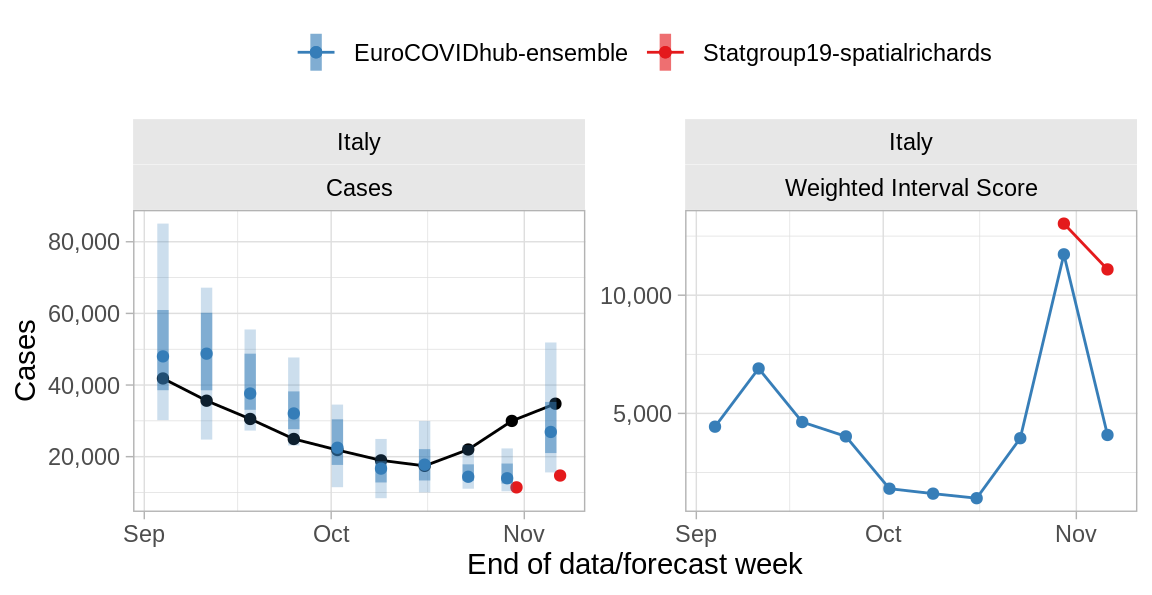 EuroCOVIDhub-ensemble Statgroup19-spatialrichards
Italy Italy
Cases Weighted Interval Score
80,000
60,000
40,000
20,000
10,000
5,000
Cases
Sep Oct Nov Sep Oct Nov
End of data/forecast week